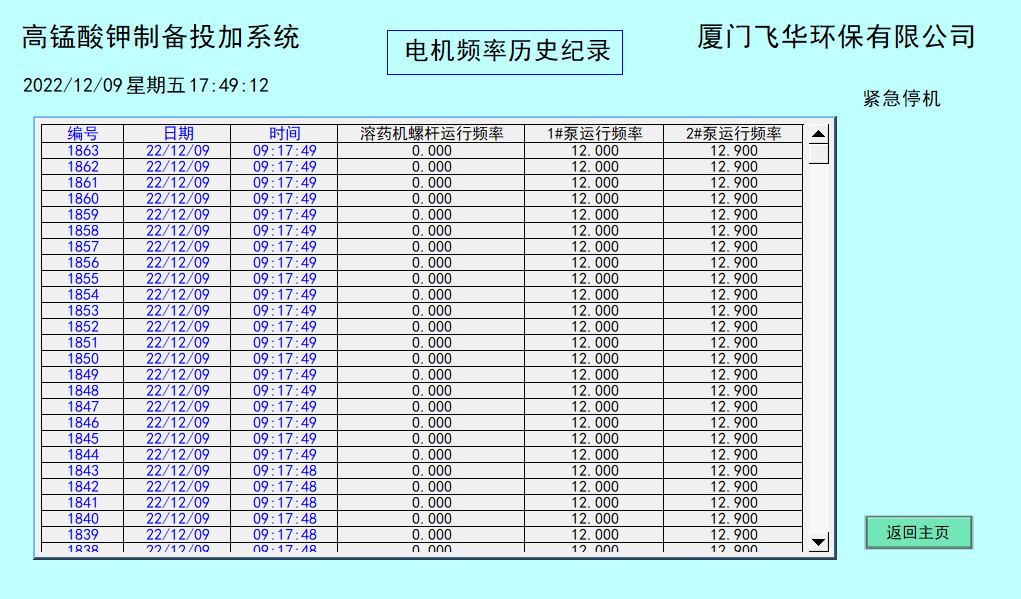 高锰酸钾制备投加系统
电机频率历史纪录
厦门飞华环保有限公司
2022/12/09 星期五 17:49:12
紧急停机
编号 日期 时间 溶药机螺杆运行频率 1#泵运行频率 2#泵运行频率
1863 22/12/09 09:17:49 0.000 12.000 12.900
1862 22/12/09 09:17:49 0.000 12.000 12.900
1861 22/12/09 09:17:49 0.000 12.000 12.900
1860 22/12/09 09:17:49 0.000 12.000 12.900
1859 22/12/09 09:17:49 0.000 12.000 12.900
1858 22/12/09 09:17:49 0.000 12.000 12.900
1857 22/12/09 09:17:49 0.000 12.000 12.900
1856 22/12/09 09:17:49 0.000 12.000 12.900
1855 22/12/09 09:17:49 0.000 12.000 12.900
1854 22/12/09 09:17:49 0.000 12.000 12.900
1853 22/12/09 09:17:49 0.000 12.000 12.900
1852 22/12/09 09:17:49 0.000 12.000 12.900
1851 22/12/09 09:17:49 0.000 12.000 12.900
1850 22/12/09 09:17:49 0.000 12.000 12.900
1849 22/12/09 09:17:49 0.000 12.000 12.900
1848 22/12/09 09:17:49 0.000 12.000 12.900
1847 22/12/09 09:17:49 0.000 12.000 12.900
1846 22/12/09 09:17:49 0.000 12.000 12.900
1845 22/12/09 09:17:49 0.000 12.000 12.900
1844 22/12/09 09:17:49 0.000 12.000 12.900
1843 22/12/09 09:17:48 0.000 12.000 12.900
1842 22/12/09 09:17:48 0.000 12.000 12.900
1841 22/12/09 09:17:48 0.000 12.000 12.900
1840 22/12/09 09:17:48 0.000 12.000 12.900
1839 22/12/09 09:17:48 0.000 12.000 12.900
1838 22/12/09 09:17:48 0.000 12.000 12.900
返回主页